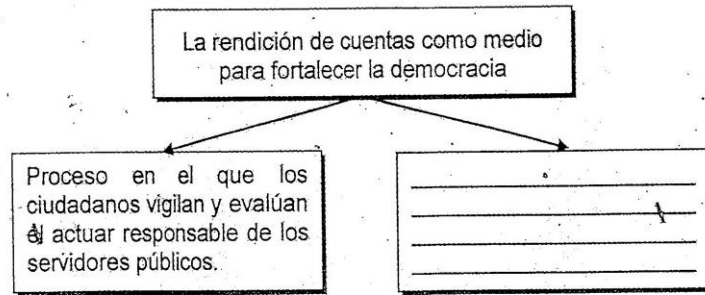 La rendición de cuentas como medio
para fortalecer la democracia
Proceso en el que los
ciudadanos vigilan y evalúan
el actuar responsable de los
servidores públicos.